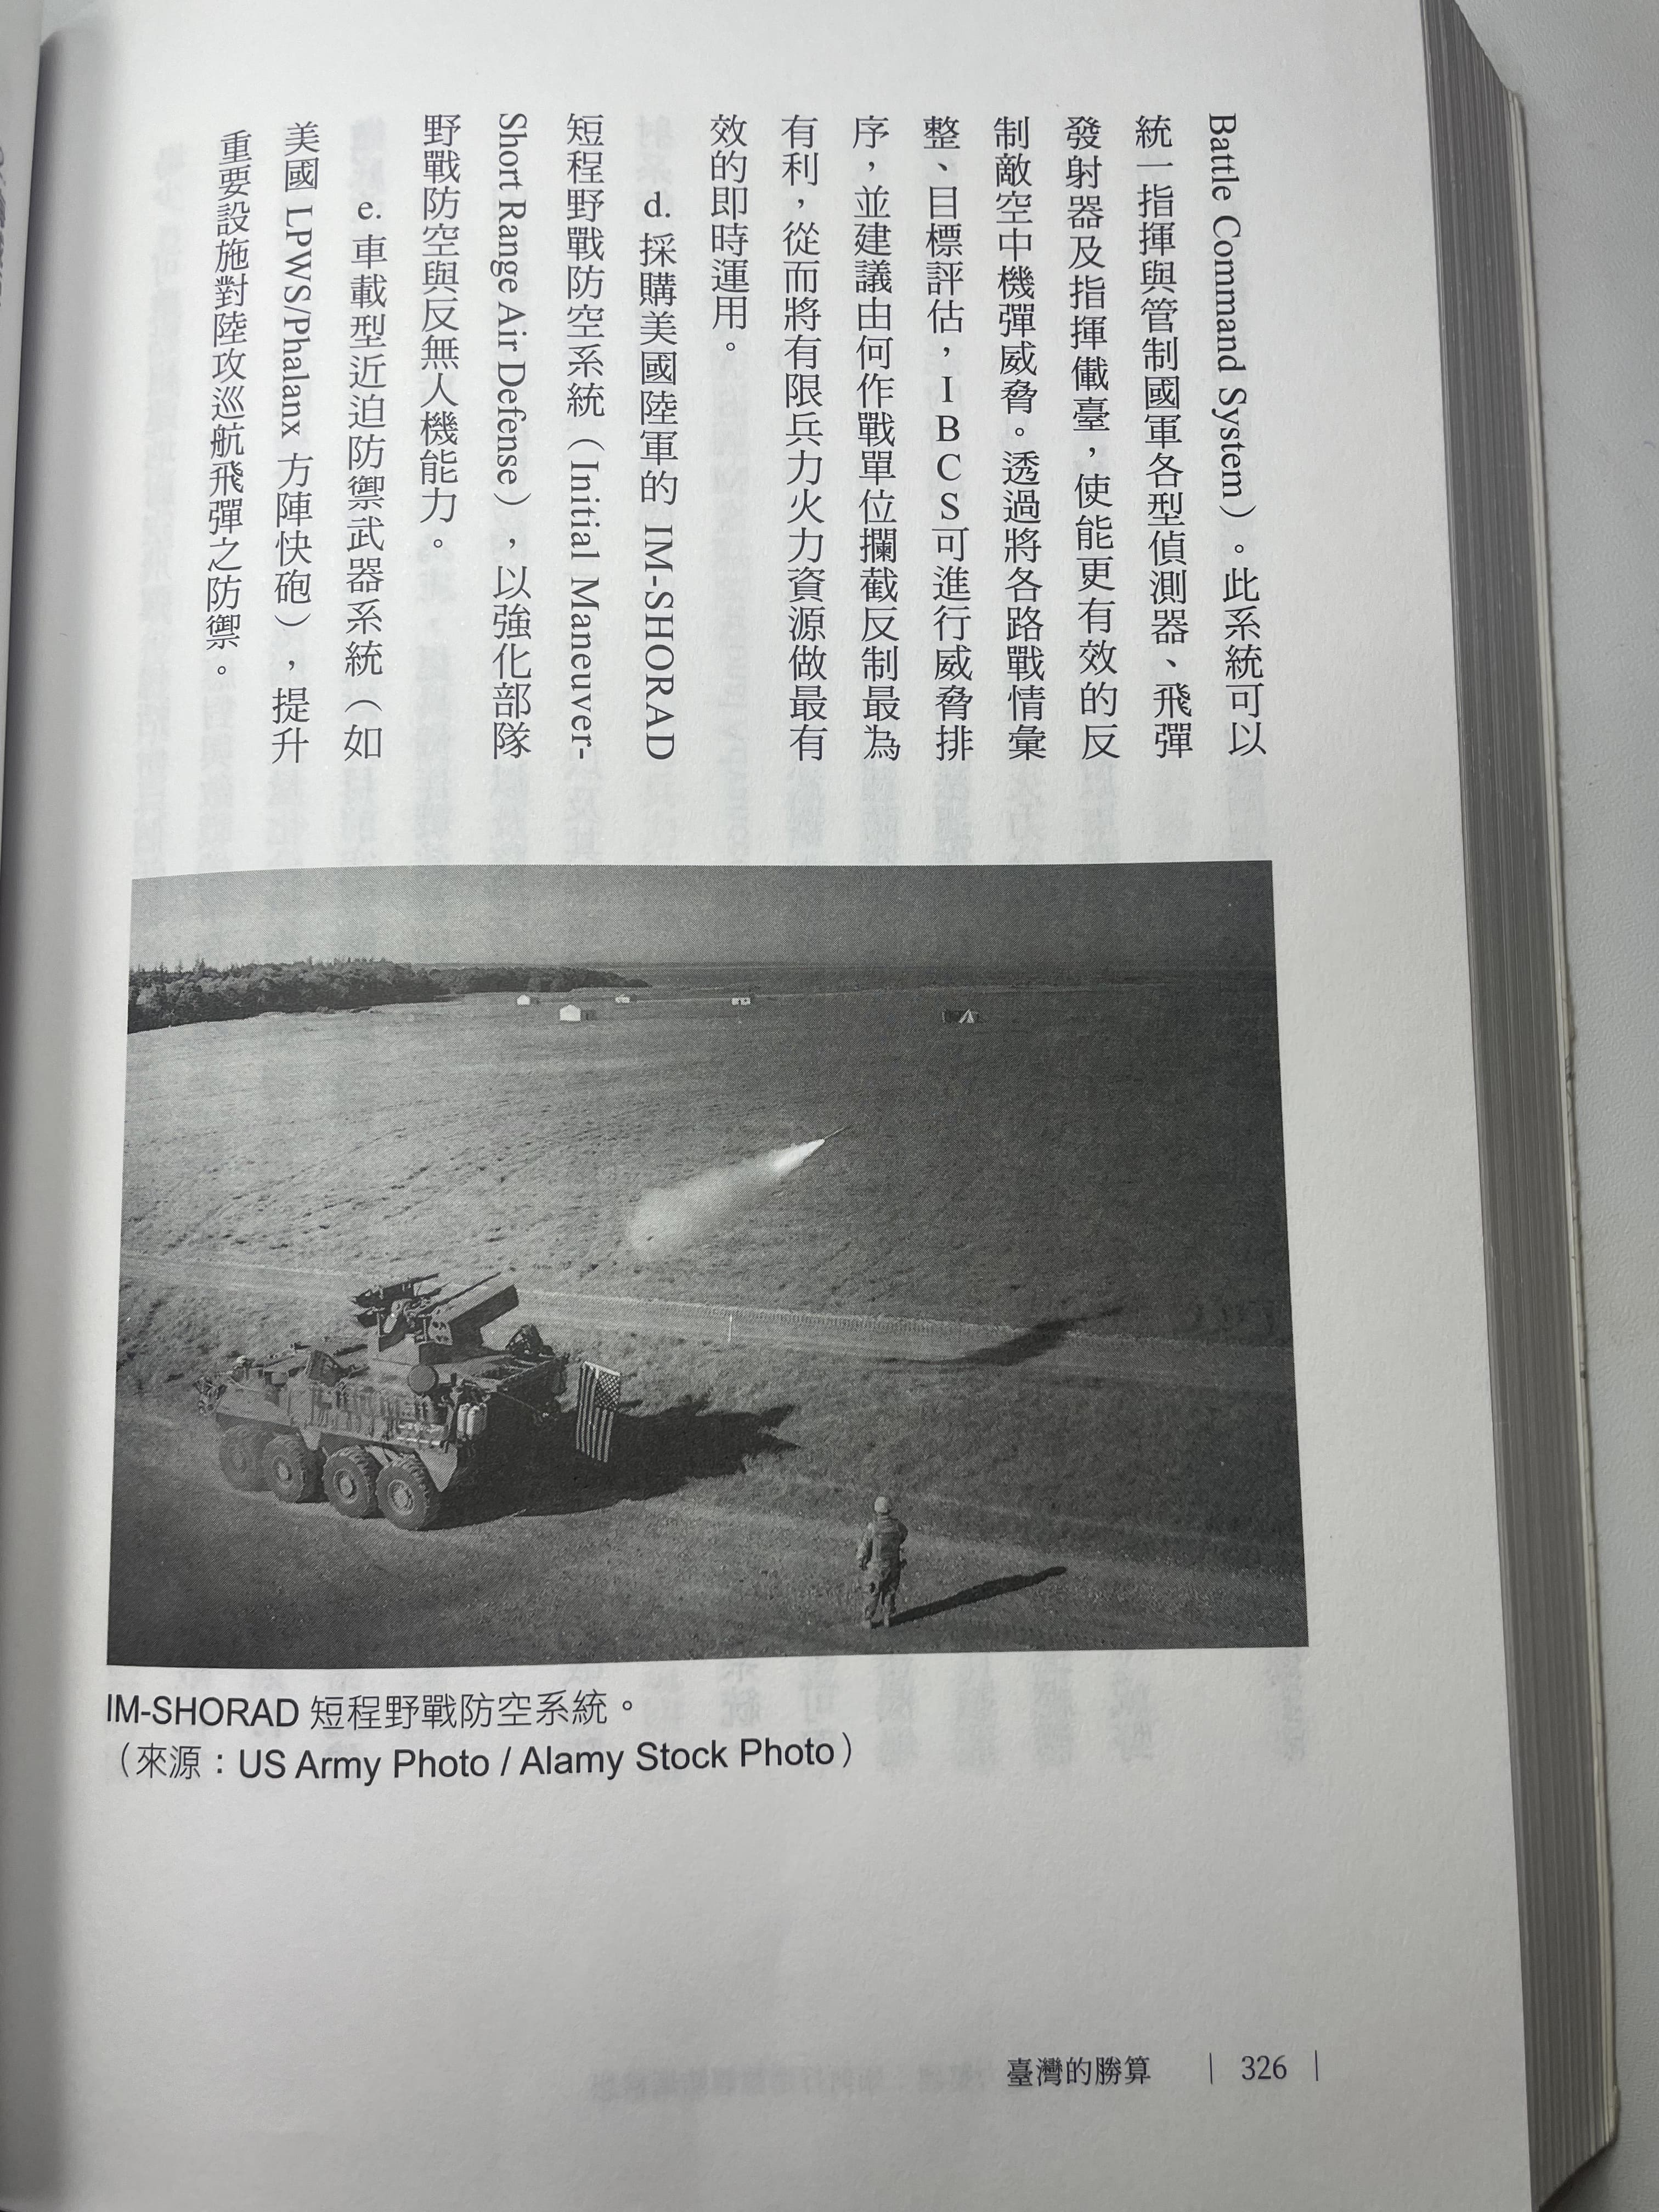 Battle Command System）。此系統可以
統一指揮與管制國軍各型偵測器、飛彈
發射器及指揮儎臺，使能更有效的反
制敵空中機彈威脅。透過將各路戰情彙
整、目標評估，IBCS可進行威脅排
序，並建議由何作戰單位攔截反制最為
有利，從而將有限兵力火力資源做最有
效的即時運用。
d. 採購美國陸軍的 IM-SHORAD
短程野戰防空系統（Initial Maneuver-
Short Range Air Defense），以強化部隊
野戰防空與反無人機能力。
e. 車載型近迫防禦武器系統（如
美國 LPWS/Phalanx 方陣快砲），提升
重要設施對陸攻巡航飛彈之防禦。
IM-SHORAD 短程野戰防空系統。
（來源：US Army Photo / Alamy Stock Photo）
臺灣的勝算 | 326 |